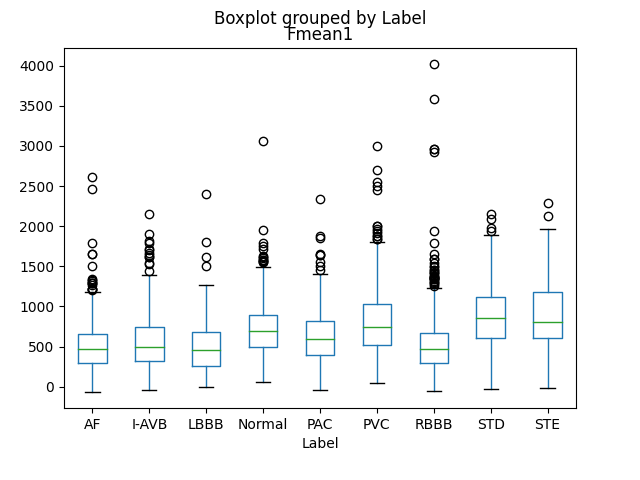 Boxplot grouped by Label
Fmean1
4000
3500
3000
2500
2000
1500
1000
500
0
AF I-AVB LBBB Normal PAC PVC RBBB STD STE
Label